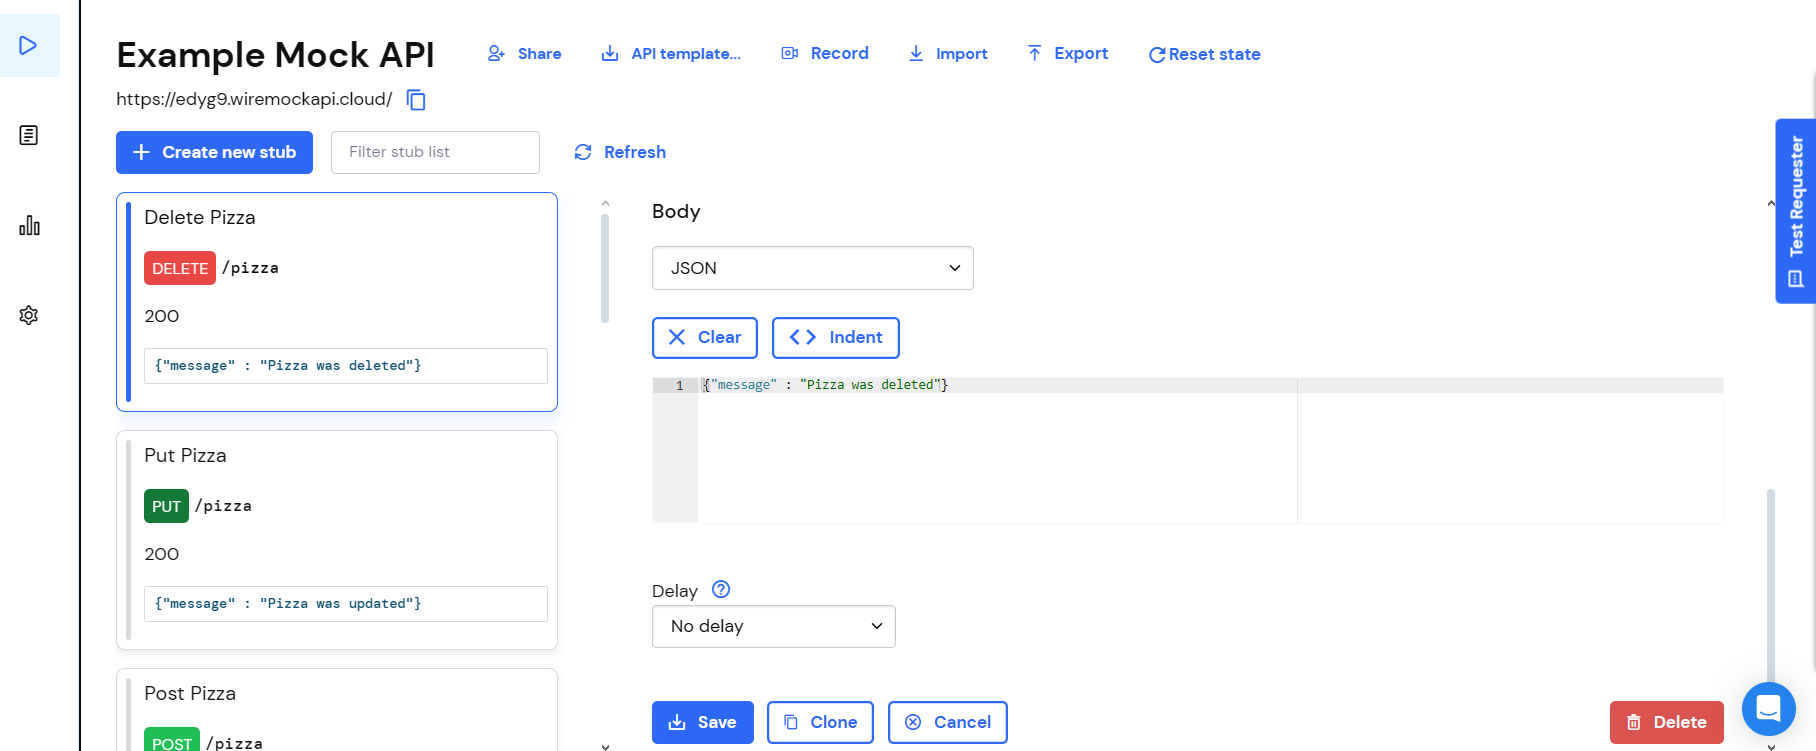 Example Mock API
Share
API template...
Record
Import
Export
Reset state
https://edyg9.wiremockapi.cloud/
Create new stub
Filter stub list
Refresh
Delete Pizza
DELETE /pizza
200
{"message" : "Pizza was deleted"}
Put Pizza
PUT /pizza
200
{"message" : "Pizza was updated"}
Post Pizza
POST /pizza
Body
JSON
Clear
Indent
1 {"message" : "Pizza was deleted"}
Delay
No delay
Save
Clone
Cancel
Delete
Test Requester